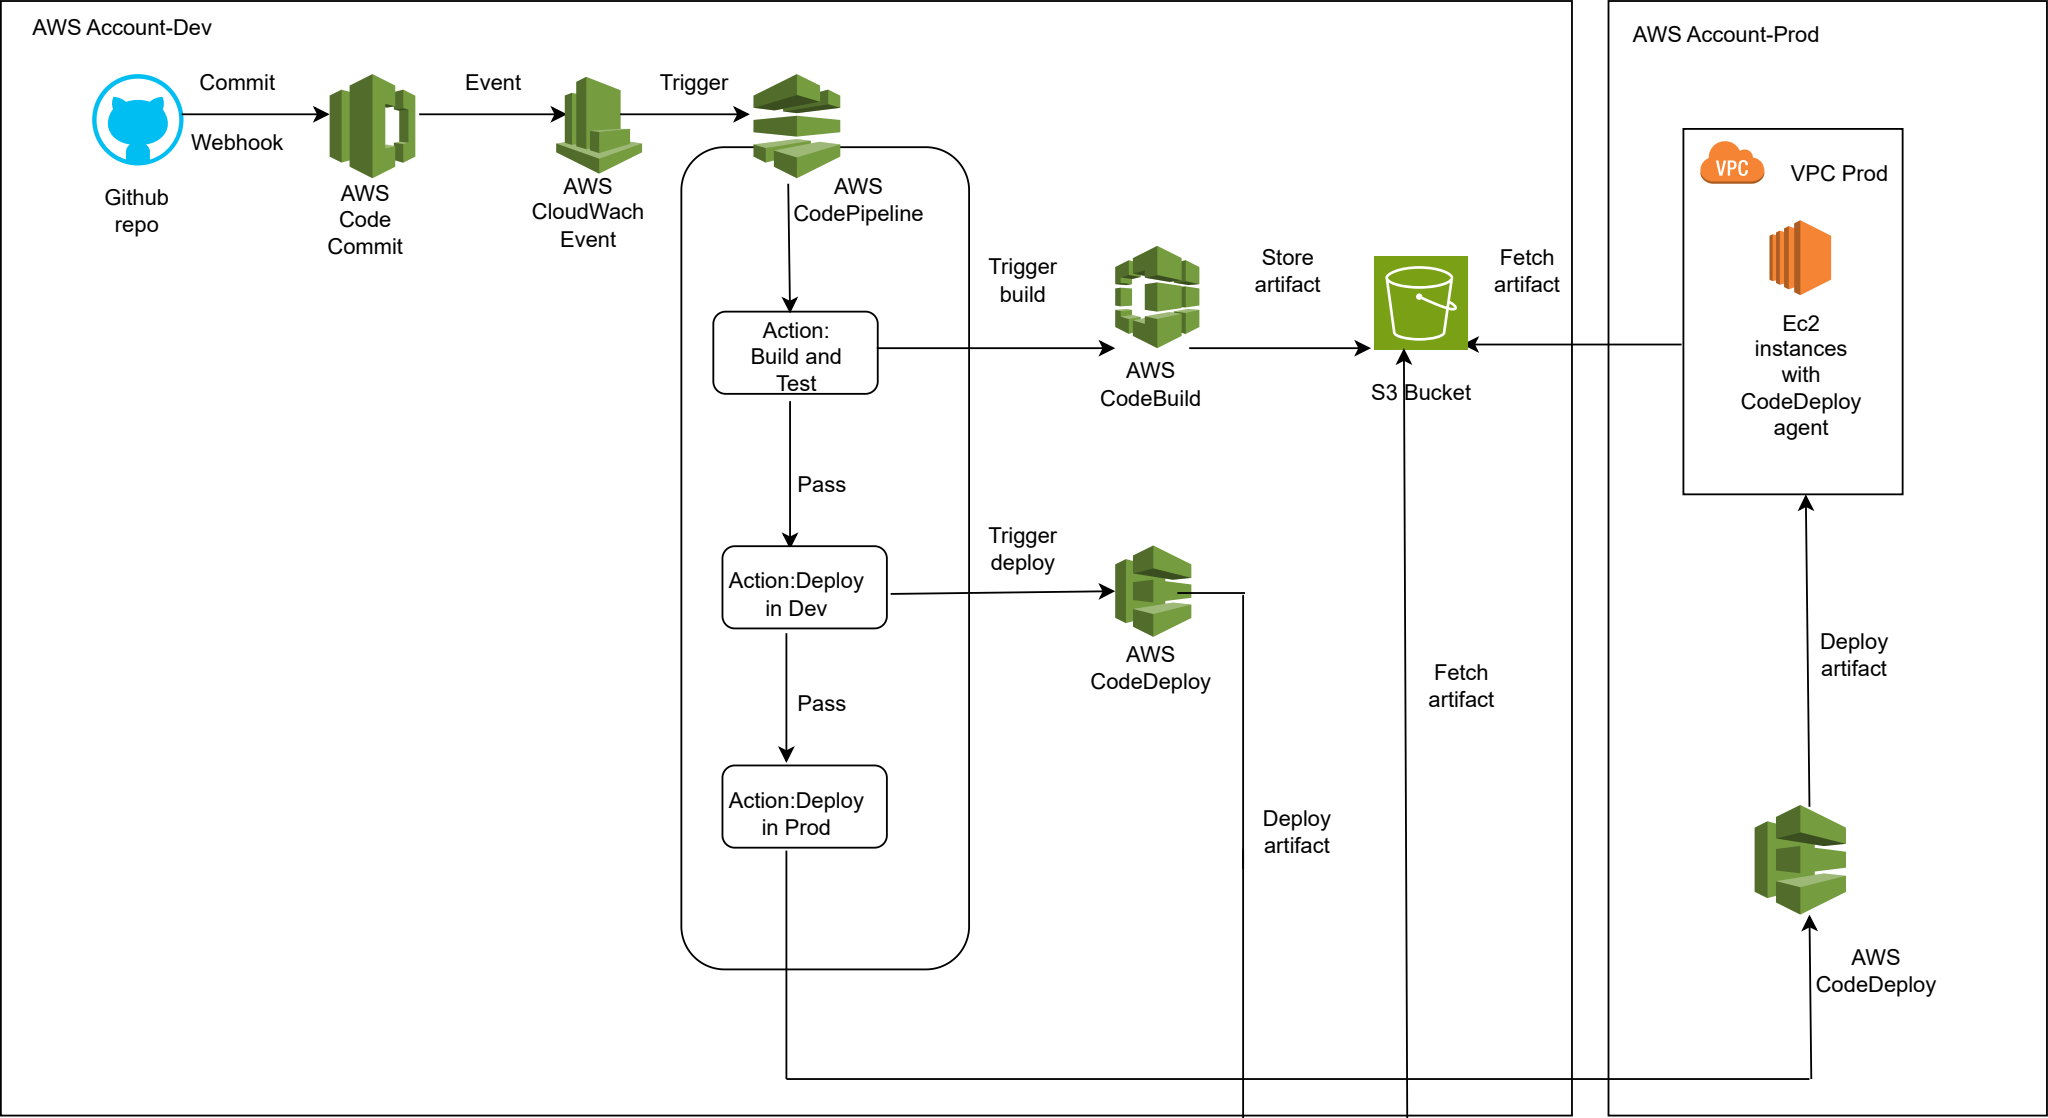 AWS Account-Dev
AWS Account-Prod
Commit
Event
Trigger
Webhook
Github
repo
AWS
Code
Commit
AWS
CloudWach
Event
AWS
CodePipeline
VPC
VPC Prod
Trigger
build
Store
artifact
Fetch
artifact
Action:
Build and
Test
AWS
CodeBuild
S3 Bucket
Ec2
instances
with
CodeDeploy
agent
Pass
Action:Deploy
in Dev
Trigger
deploy
AWS
CodeDeploy
Fetch
artifact
Deploy
artifact
Pass
Action:Deploy
in Prod
Deploy
artifact
AWS
CodeDeploy